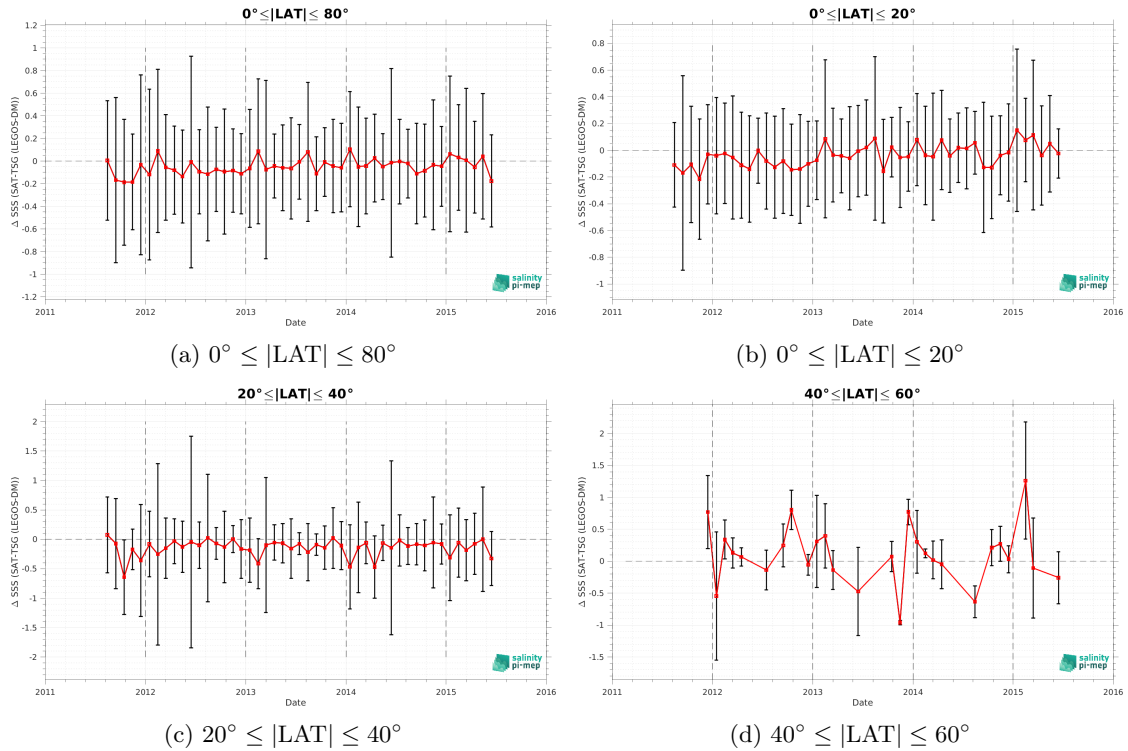 0°≤|LAT|≤ 80°
1.2
1
0.8
0.6
0.4
0.2
0
-0.2
-0.4
-0.6
-0.8
-1
-1.2
Δ SSS (SAT-TSG (LEGOS-DM))
2011 2012 2013 2014 2015 2016
Date
salinity
pi-mep
(a) 0° ≤ |LAT| ≤ 80°
0°≤|LAT|≤ 20°
0.8
0.6
0.4
0.2
0
-0.2
-0.4
-0.6
-0.8
-1
Δ SSS (SAT-TSG (LEGOS-DM))
2011 2012 2013 2014 2015 2016
Date
salinity
pi-mep
(b) 0° ≤ |LAT| ≤ 20°
20°≤|LAT|≤ 40°
2
1.5
1
0.5
0
-0.5
-1
-1.5
-2
Δ SSS (SAT-TSG (LEGOS-DM))
2011 2012 2013 2014 2015 2016
Date
salinity
pi-mep
(c) 20° ≤ |LAT| ≤ 40°
40°≤|LAT|≤ 60°
2
1.5
1
0.5
0
-0.5
-1
-1.5
Δ SSS (SAT-TSG (LEGOS-DM))
2011 2012 2013 2014 2015 2016
Date
salinity
pi-mep
(d) 40° ≤ |LAT| ≤ 60°